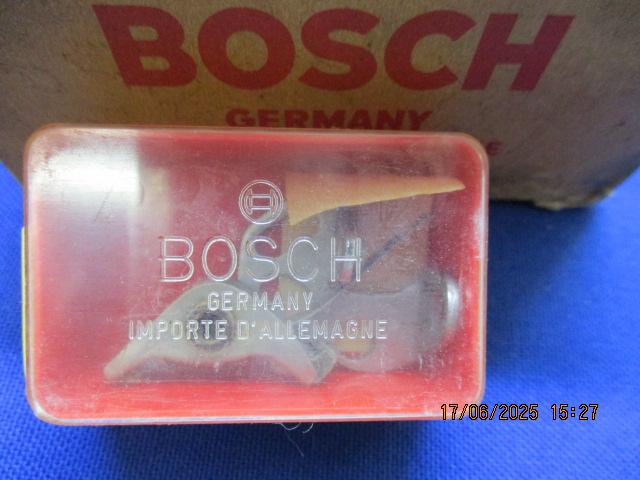 BOSCH
GERMANY
BOSCH
GERMANY
IMPORTE D'ALLEMAGNE
17/06/2025 15:27